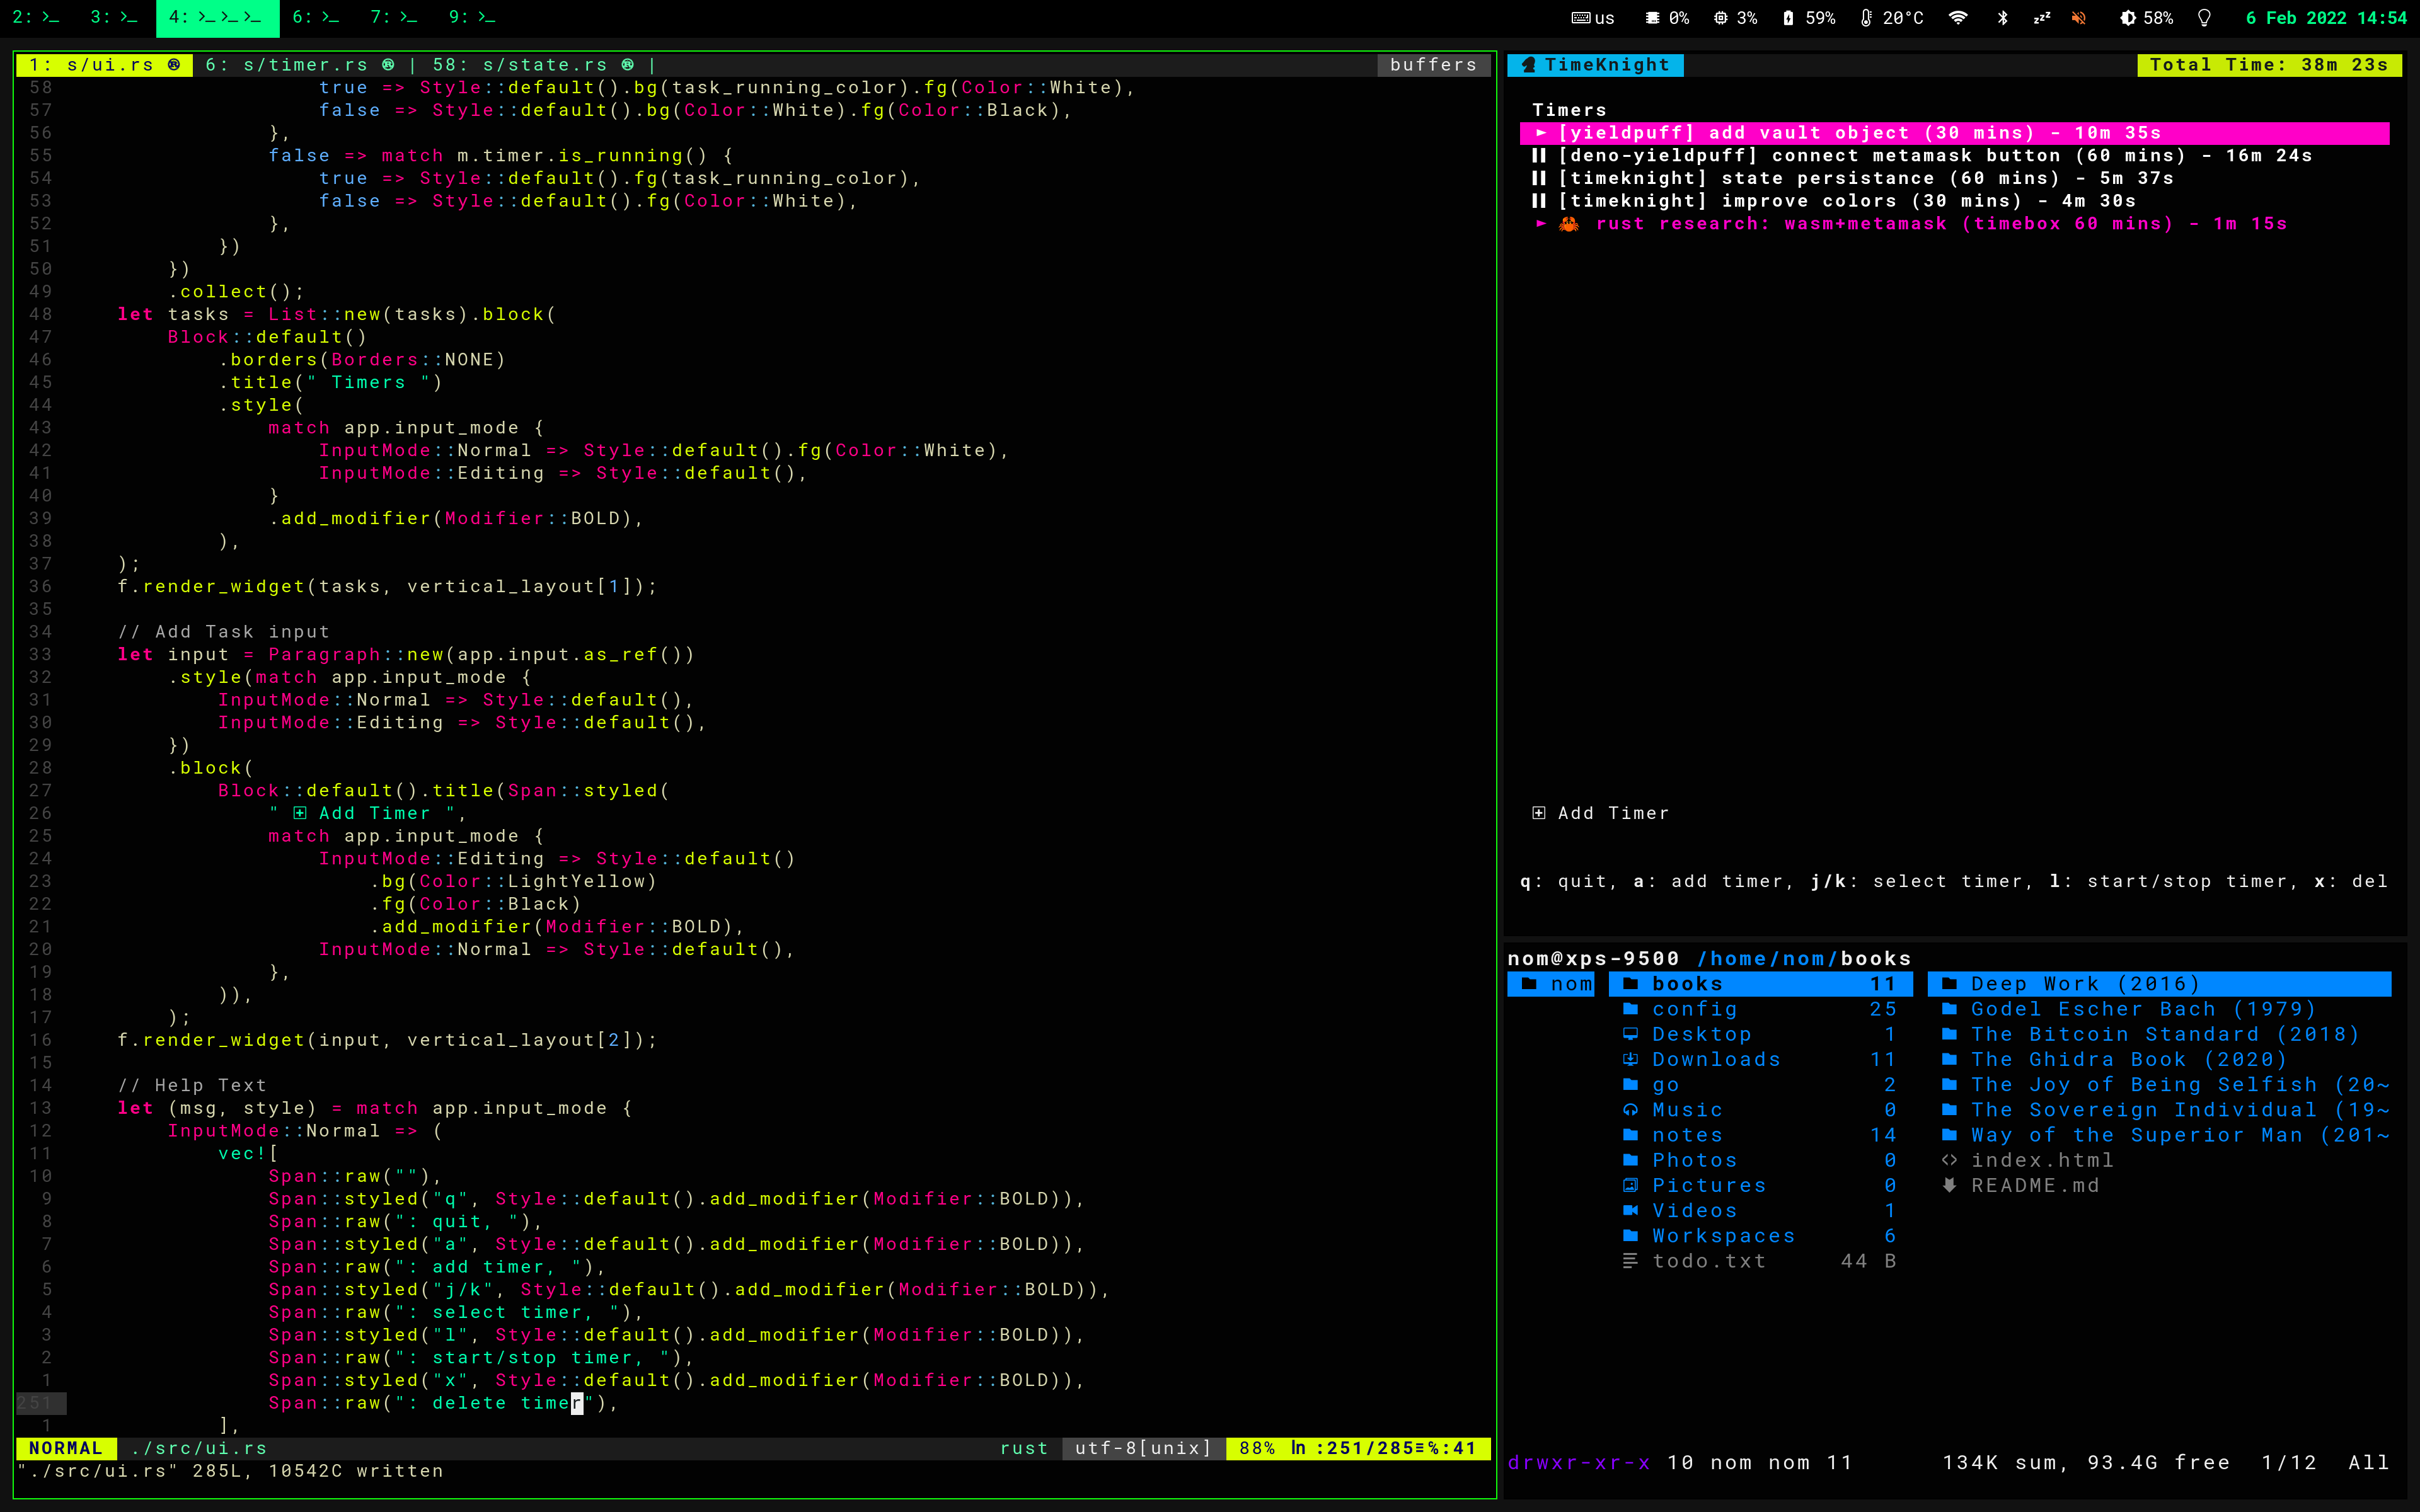 2: 3: 4: 6: 7: 9: us 0% 3% 59% 20°C 58% 6 Feb 2022 14:54
1: s/ui.rs 6: s/timer.rs | 58: s/state.rs | buffers
58 true => Style::default().bg(task_running_color).fg(Color::White),
57 false => Style::default().bg(Color::White).fg(Color::Black),
56 },
55 false => match m.timer.is_running() {
54 true => Style::default().fg(task_running_color),
53 false => Style::default().fg(Color::White),
52 },
51 })
50 })
49 .collect();
48 let tasks = List::new(tasks).block(
47 Block::default()
46 .borders(Borders::NONE)
45 .title(" Timers ")
44 .style(
43 match app.input_mode {
42 InputMode::Normal => Style::default().fg(Color::White),
41 InputMode::Editing => Style::default(),
40 }
39 .add_modifier(Modifier::BOLD),
38 ),
37 );
36 f.render_widget(tasks, vertical_layout[1]);
35
34 // Add Task input
33 let input = Paragraph::new(app.input.as_ref())
32 .style(match app.input_mode {
31 InputMode::Normal => Style::default(),
30 InputMode::Editing => Style::default(),
29 })
28 .block(
27 Block::default().title(Span::styled(
26 " ⊞ Add Timer ",
25 match app.input_mode {
24 InputMode::Editing => Style::default()
23 .bg(Color::LightYellow)
22 .fg(Color::Black)
21 .add_modifier(Modifier::BOLD),
20 InputMode::Normal => Style::default(),
19 },
18 )),
17 );
16 f.render_widget(input, vertical_layout[2]);
15
14 // Help Text
13 let (msg, style) = match app.input_mode {
12 InputMode::Normal => (
11 vec![
10 Span::raw(""),
9 Span::styled("q", Style::default().add_modifier(Modifier::BOLD)),
8 Span::raw(": quit, "),
7 Span::styled("a", Style::default().add_modifier(Modifier::BOLD)),
6 Span::raw(": add timer, "),
5 Span::styled("j/k", Style::default().add_modifier(Modifier::BOLD)),
4 Span::raw(": select timer, "),
3 Span::styled("l", Style::default().add_modifier(Modifier::BOLD)),
2 Span::raw(": start/stop timer, "),
1 Span::styled("x", Style::default().add_modifier(Modifier::BOLD)),
251 Span::raw(": delete timer"),
1 ],
NORMAL ./src/ui.rs rust utf-8[unix] 88% ln :251/285≡%:41
"./src/ui.rs" 285L, 10542C written
TimeKnight Total Time: 38m 23s
Timers
► [yieldpuff] add vault object (30 mins) - 10m 35s
[deno-yieldpuff] connect metamask button (60 mins) - 16m 24s
[timeknight] state persistance (60 mins) - 5m 37s
[timeknight] improve colors (30 mins) - 4m 30s
► 🦀 rust research: wasm+metamask (timebox 60 mins) - 1m 15s
⊞ Add Timer
q: quit, a: add timer, j/k: select timer, l: start/stop timer, x: del
nom@xps-9500 /home/nom/books
nom books 11 Deep Work (2016)
config 25 Godel Escher Bach (1979)
Desktop 1 The Bitcoin Standard (2018)
Downloads 11 The Ghidra Book (2020)
go 2 The Joy of Being Selfish (20~
Music 0 The Sovereign Individual (19~
notes 14 Way of the Superior Man (201~
Photos 0 index.html
Pictures 0 README.md
Videos 1
Workspaces 6
todo.txt 44 B
drwxr-xr-x 10 nom nom 11 134K sum, 93.4G free 1/12 All